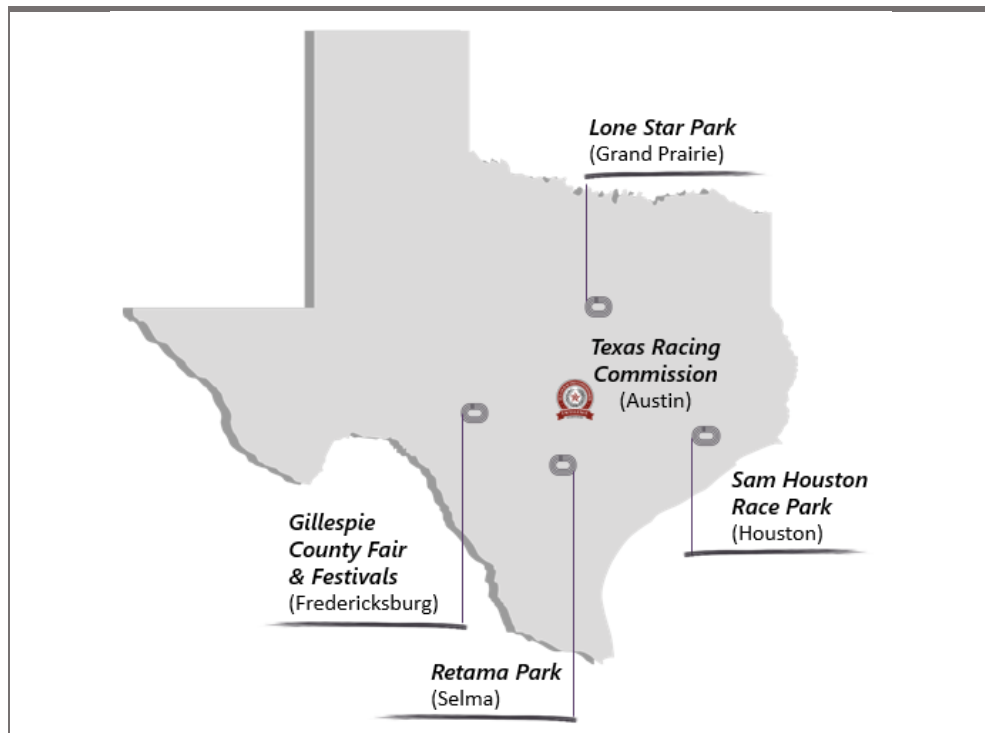 Lone Star Park
(Grand Prairie)
Texas Racing
Commission
(Austin)
Sam Houston
Race Park
(Houston)
Gillespie
County Fair
& Festivals
(Fredericksburg)
Retama Park
(Selma)